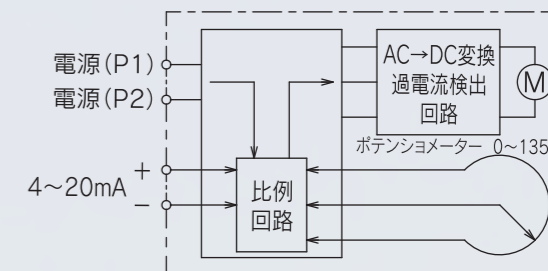 電源(P1)
電源(P2)
4〜20mA
+
−
比例
回路
AC→DC変換
過電流検出
回路
M
ポテンショメーター 0〜135